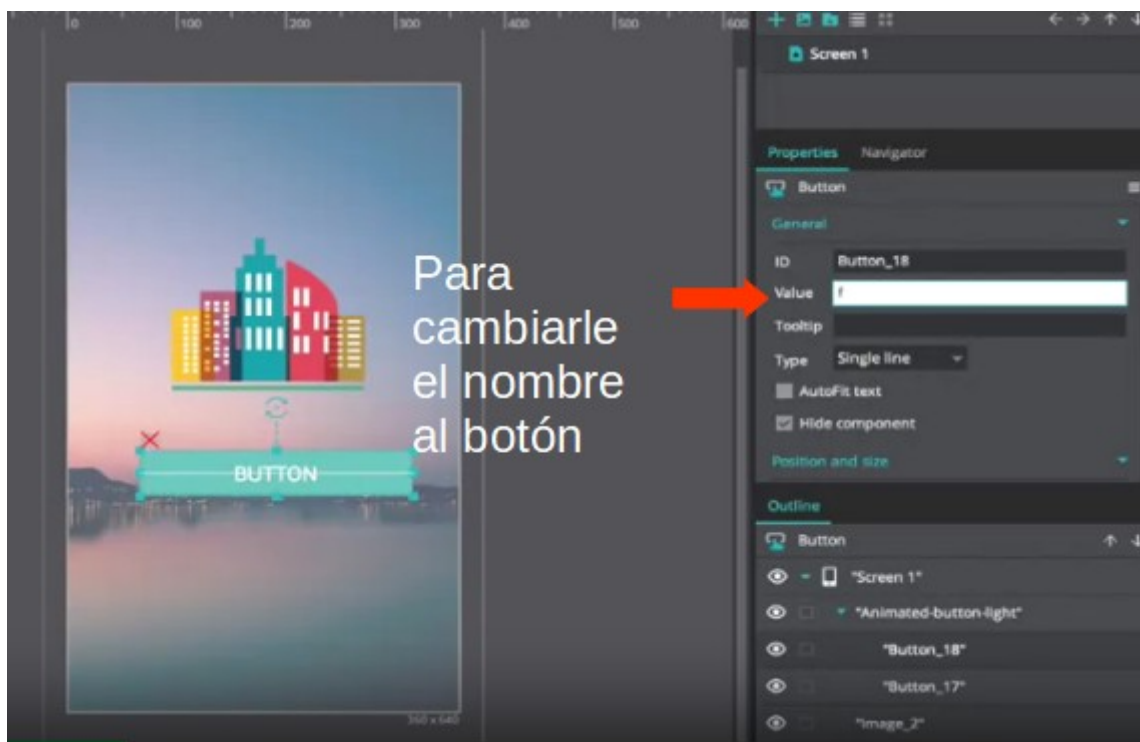 0 100 200 300 400 500 600
Screen 1
Properties Navigator
Button
General
ID Button_18
Value f
Tooltip
Type Single line
AutoFit text
Hide component
Position and size
Para
cambiarle
el nombre
al botón
BUTTON
360 x 640
Outline
Button
"Screen 1"
"Animated-button-light"
"Button_18"
"Button_17"
"Image_2"